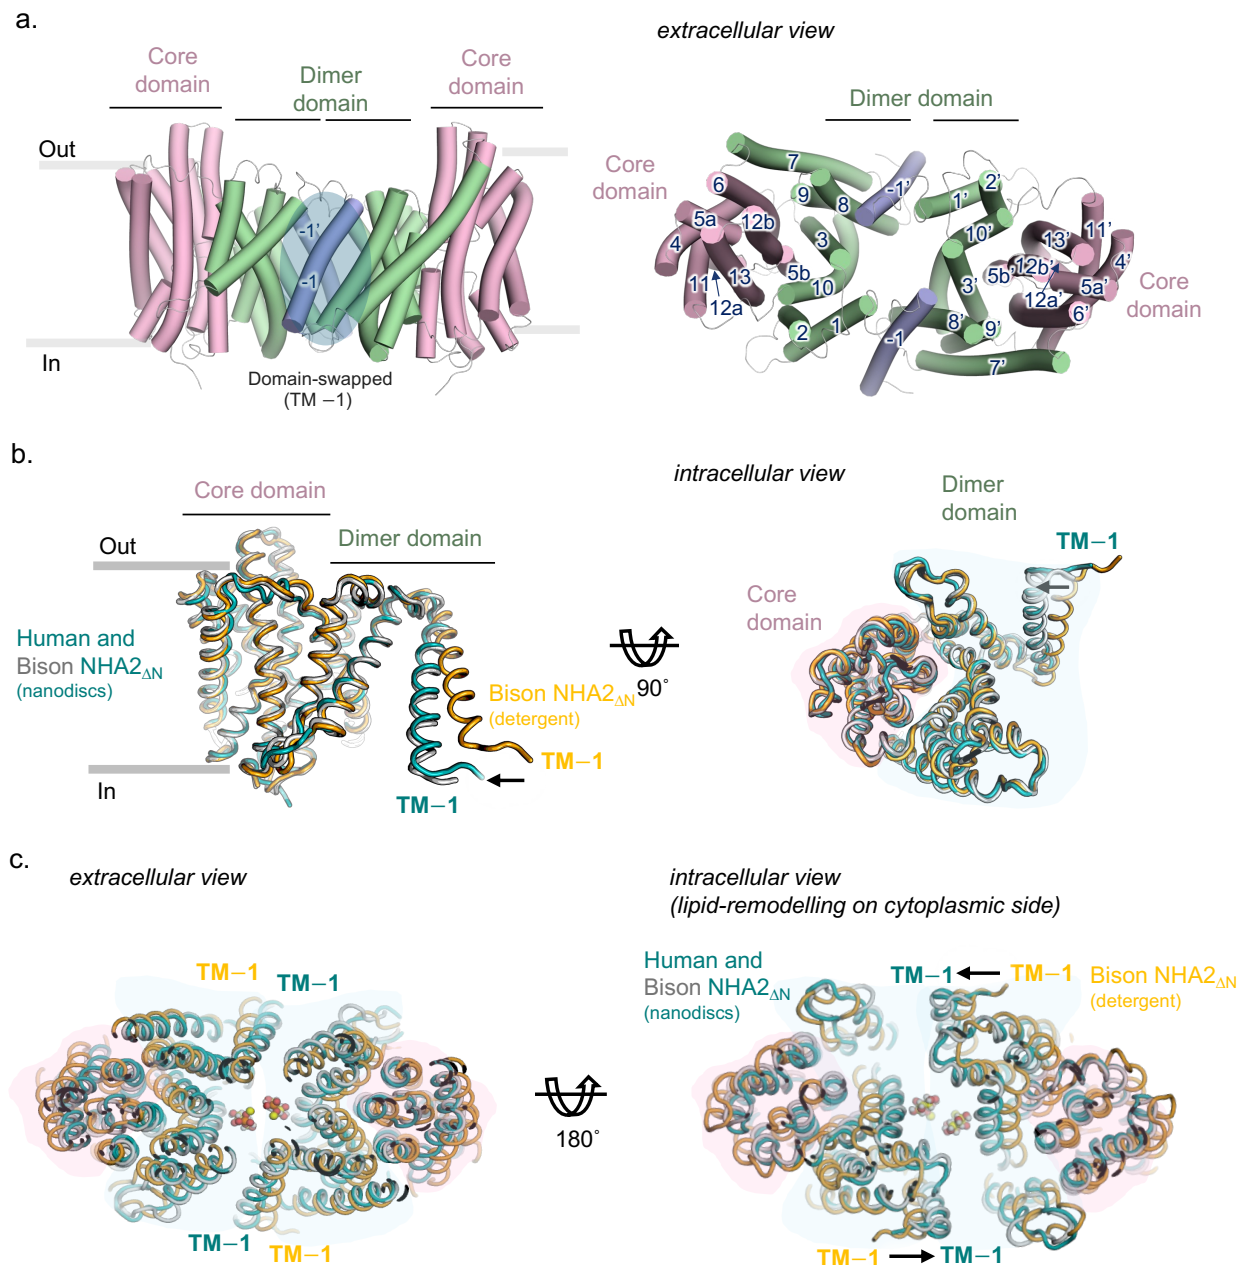 a.
extracellular view
Core
domain
Dimer
domain
Core
domain
Out
In
-1'
-1
Domain-swapped
(TM −1)
Dimer domain
Core
domain
7
-1'
2'
1'
6
9
8
5a
12b
10'
11'
13'
4
3
4'
5b
12b'
5b'
11
13
10
3'
12a'
5a'
12a
6'
2
1
8'
9'
-1
7'
Core
domain
b.
intracellular view
Core domain
Dimer
domain
Out
Dimer domain
TM−1
Core
domain
Human and
Bison NHA2ΔN
(nanodiscs)
90°
Bison NHA2ΔN
(detergent)
TM−1
In
TM−1
c.
extracellular view
intracellular view
(lipid-remodelling on cytoplasmic side)
TM−1
TM−1
Human and
Bison NHA2ΔN
(nanodiscs)
TM−1
TM−1
Bison NHA2ΔN
(detergent)
180°
TM−1
TM−1
TM−1
TM−1